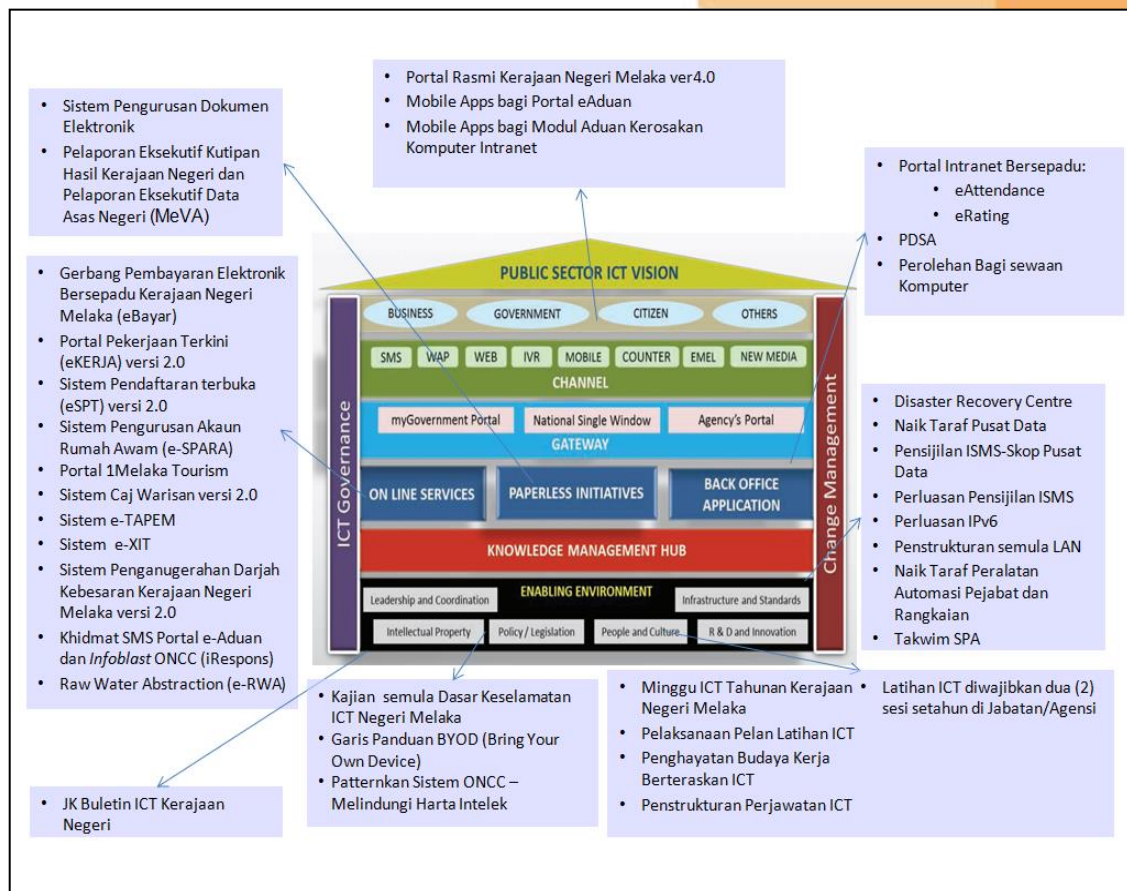 • Portal Rasmi Kerajaan Negeri Melaka ver4.0
• Mobile Apps bagi Portal eAduan
• Mobile Apps bagi Modul Aduan Kerosakan
Komputer Intranet
• Sistem Pengurusan Dokumen
Elektronik
• Pelaporan Eksekutif Kutipan
Hasil Kerajaan Negeri dan
Pelaporan Eksekutif Data
Asas Negeri (MeVA)
• Portal Intranet Bersepadu:
• eAttendance
• eRating
• PDSA
• Perolehan Bagi sewaan
Komputer
• Gerbang Pembayaran Elektronik
Bersepadu Kerajaan Negeri
Melaka (eBayar)
• Portal Pekerjaan Terkini
(eKERJA) versi 2.0
• Sistem Pendaftaran terbuka
(eSPT) versi 2.0
• Sistem Pengurusan Akaun
Rumah Awam (e-SPARA)
• Portal 1Melaka Tourism
• Sistem Caj Warisan versi 2.0
• Sistem e-TAPEM
• Sistem e-XIT
• Sistem Penganugerahan Darjah
Kebesaran Kerajaan Negeri
Melaka versi 2.0
• Khidmat SMS Portal e-Aduan
dan Infoblast ONCC (iRespons)
• Raw Water Abstraction (e-RWA)
PUBLIC SECTOR ICT VISION
ICT Governance
BUSINESS GOVERNMENT CITIZEN OTHERS
SMS WAP WEB IVR MOBILE COUNTER EMEL NEW MEDIA
CHANNEL
myGovernment Portal National Single Window Agency's Portal
GATEWAY
ON LINE SERVICES PAPERLESS INITIATIVES BACK OFFICE
APPLICATION
KNOWLEDGE MANAGEMENT HUB
ENABLING ENVIRONMENT
Leadership and Coordination Infrastructure and Standards
Intellectual Property Policy / Legislation People and Culture R & D and Innovation
Change Management
• Disaster Recovery Centre
• Naik Taraf Pusat Data
• Pensijilan ISMS-Skop Pusat
Data
• Perluasan Pensijilan ISMS
• Perluasan IPv6
• Penstrukturan semula LAN
• Naik Taraf Peralatan
Automasi Pejabat dan
Rangkaian
• Takwim SPA
• JK Buletin ICT Kerajaan
Negeri
• Kajian semula Dasar Keselamatan
ICT Negeri Melaka
• Garis Panduan BYOD (Bring Your
Own Device)
• Patternkan Sistem ONCC –
Melindungi Harta Intelek
• Minggu ICT Tahunan Kerajaan
Negeri Melaka
• Pelaksanaan Pelan Latihan ICT
• Penghayatan Budaya Kerja
Berteraskan ICT
• Penstrukturan Perjawatan ICT
• Latihan ICT diwajibkan dua (2)
sesi setahun di Jabatan/Agensi